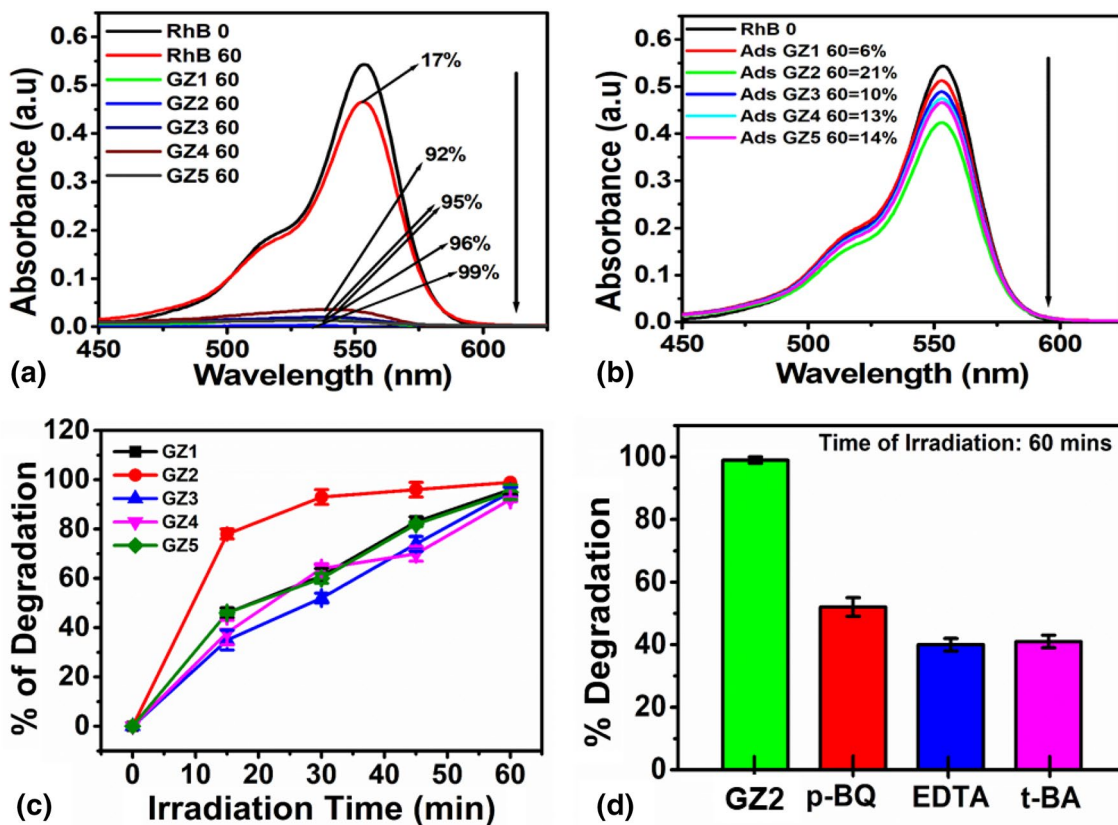 0.6
0.5
0.4
0.3
0.2
0.1
0.0
Absorbance (a.u)
RhB 0
RhB 60
GZ1 60
GZ2 60
GZ3 60
GZ4 60
GZ5 60
17%
92%
95%
96%
99%
450 500 550 600
Wavelength (nm)
(a)
0.6
0.5
0.4
0.3
0.2
0.1
0.0
Absorbance (a.u)
RhB 0
Ads GZ1 60=6%
Ads GZ2 60=21%
Ads GZ3 60=10%
Ads GZ4 60=13%
Ads GZ5 60=14%
450 500 550 600
Wavelength (nm)
(b)
120
100
80
60
40
20
0
% of Degradation
GZ1
GZ2
GZ3
GZ4
GZ5
0 15 30 45 60
Irradiation Time (min)
(c)
Time of Irradiation: 60 mins
100
80
60
40
20
0
% Degradation
GZ2 p-BQ EDTA t-BA
(d)